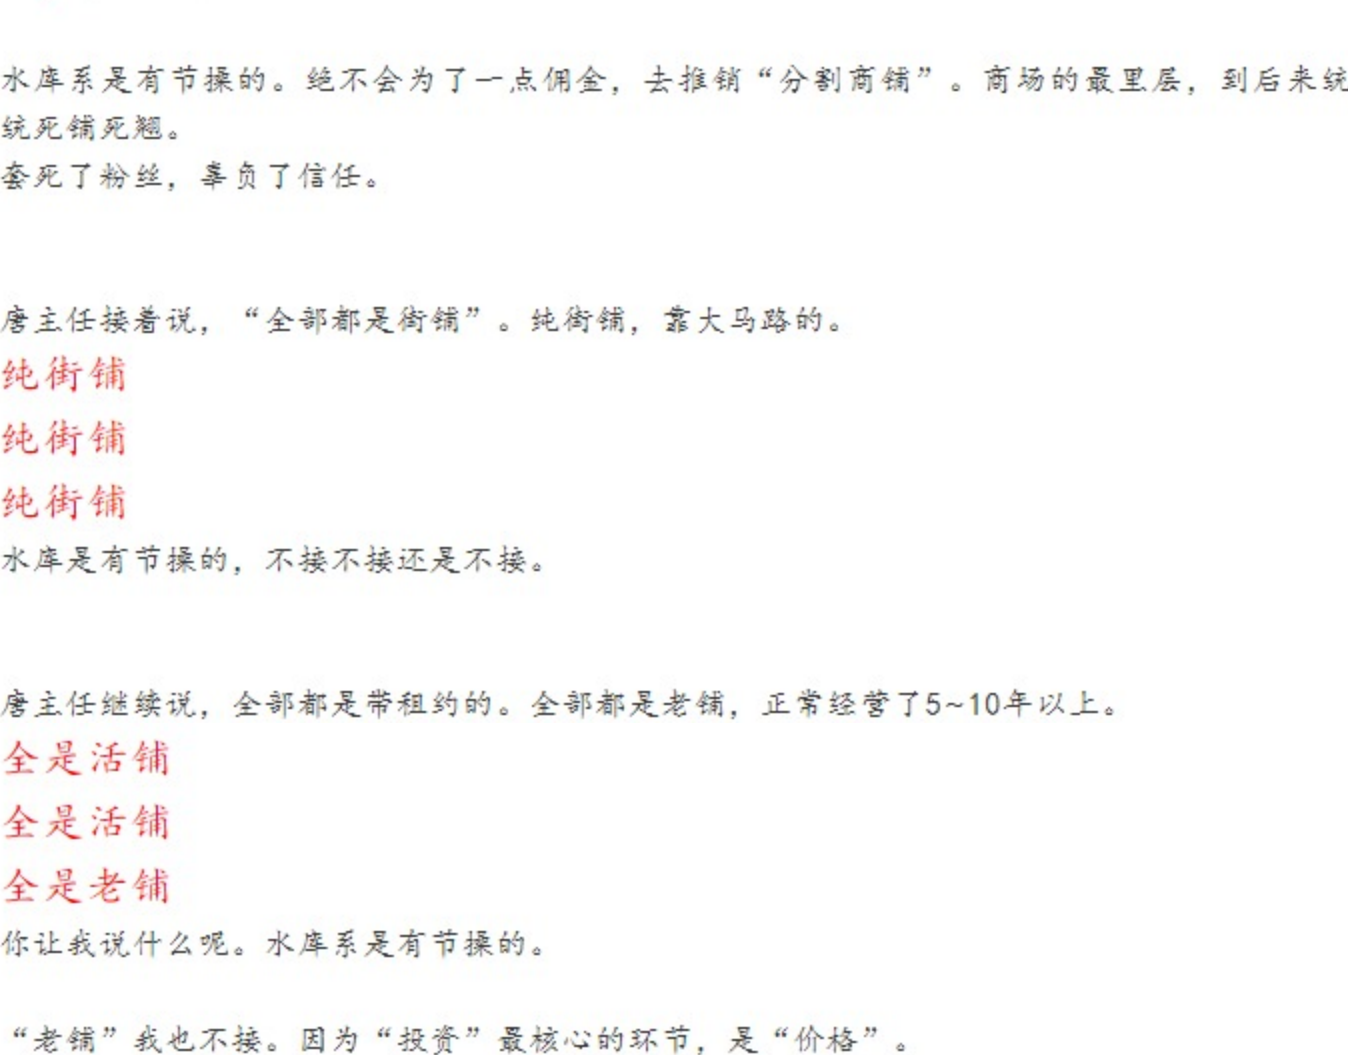 水库系是有节操的。绝不会为了一点佣金，去推销“分割商铺”。商场的最里层，到后来统
统死铺死翘。
套死了粉丝，辜负了信任。
唐主任接着说，“全部都是街铺”。纯街铺，靠大马路的。
纯街铺
纯街铺
纯街铺
水库是有节操的，不接不接还是不接。
唐主任继续说，全部都是带租约的。全部都是老铺，正常经营了5~10年以上。
全是活铺
全是活铺
全是老铺
你让我说什么呢。水库系是有节操的。
“老铺”我也不接。因为“投资”最核心的环节，是“价格”。